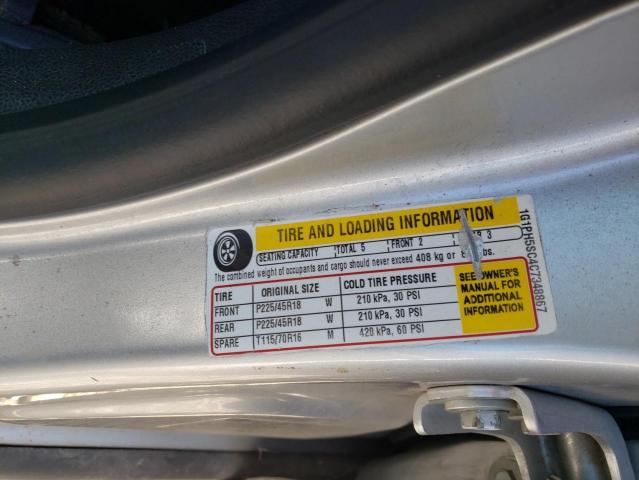 TIRE AND LOADING INFORMATION
SEATING CAPACITY TOTAL 5 FRONT 2 3
The combined weight of occupants and cargo should never exceed 408 kg or lbs.
TIRE ORIGINAL SIZE COLD TIRE PRESSURE
FRONT P225/45R18 W 210 kPa, 30 PSI
REAR P225/45R18 W 210 kPa, 30 PSI
SPARE T115/70R16 M 420 kPa, 60 PSI
SEE OWNER'S
MANUAL FOR
ADDITIONAL
INFORMATION
1G1PH5SC4C7348867